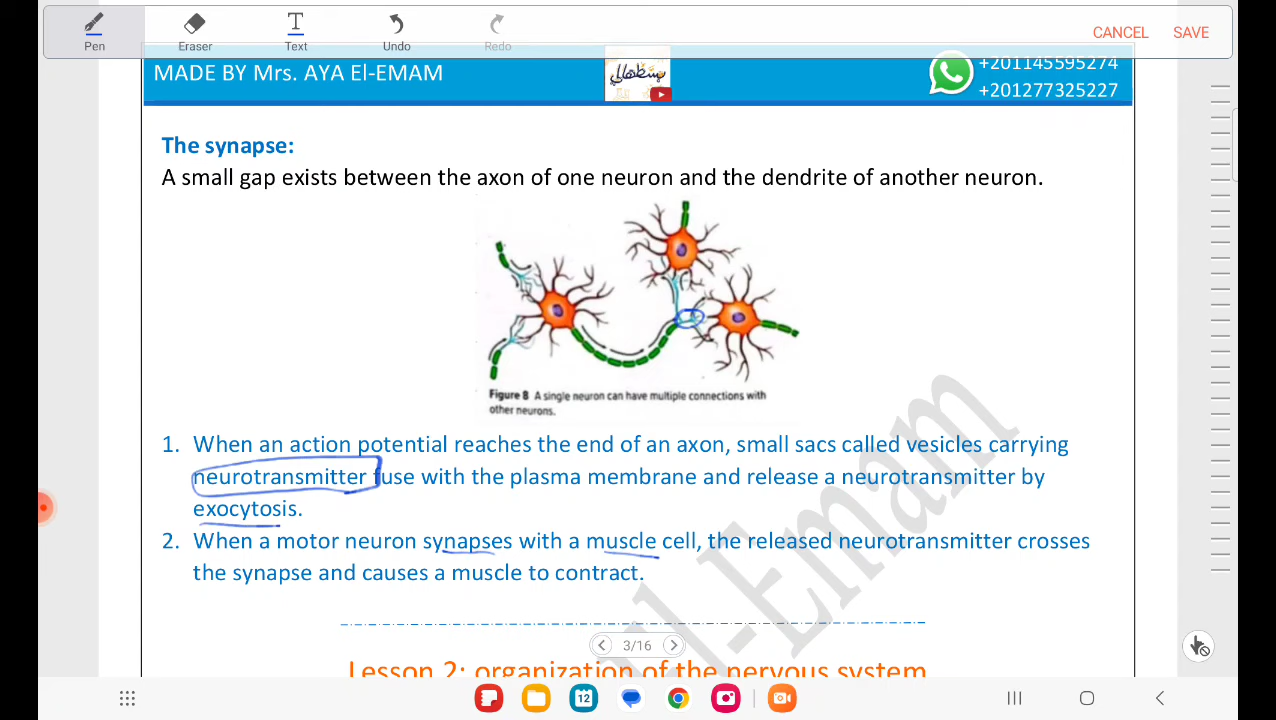 Pen
Eraser
Text
Undo
Redo
CANCEL
SAVE
MADE BY Mrs. AYA El-EMAM
+201145595274
+201277325227
The synapse:
A small gap exists between the axon of one neuron and the dendrite of another neuron.
Figure 8 A single neuron can have multiple connections with
other neurons.
1. When an action potential reaches the end of an axon, small sacs called vesicles carrying
neurotransmitter fuse with the plasma membrane and release a neurotransmitter by
exocytosis.
2. When a motor neuron synapses with a muscle cell, the released neurotransmitter crosses
the synapse and causes a muscle to contract.
ul-Emam
3/16
Lesson 2: organization of the nervous system
12